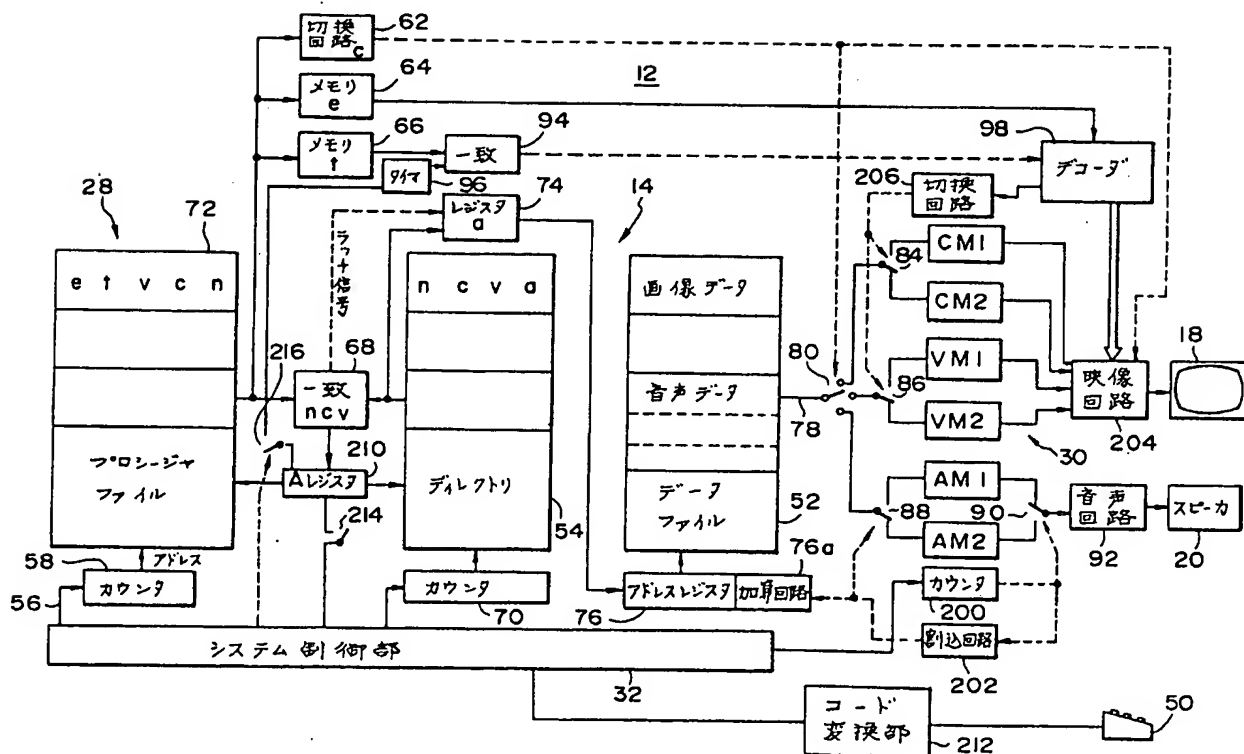 切換
回路c
62
メモリ
e
64
12
メモリ
t
66
一致
94
タイマ
96
98
デコーダ
206
切換
回路
28
72
ラッチ信号
レジスタ
a
74
14
e t v c n
n c v a
画像データ
84
CM1
CM2
216
一致
ncv
68
80
音声データ
78
86
VM1
VM2
映像
回路
204
18
30
プロシージャ
ファイル
Aレジスタ
210
214
ディレクトリ
54
データ
ファイル
52
88
AM1
AM2
90
音声
回路
92
スピーカ
20
アドレス
58
カウンタ
56
カウンタ
70
アドレスレジスタ
76
加算回路
76a
カウンタ
200
割込回路
202
システム制御部
32
コード
変換部
212
50